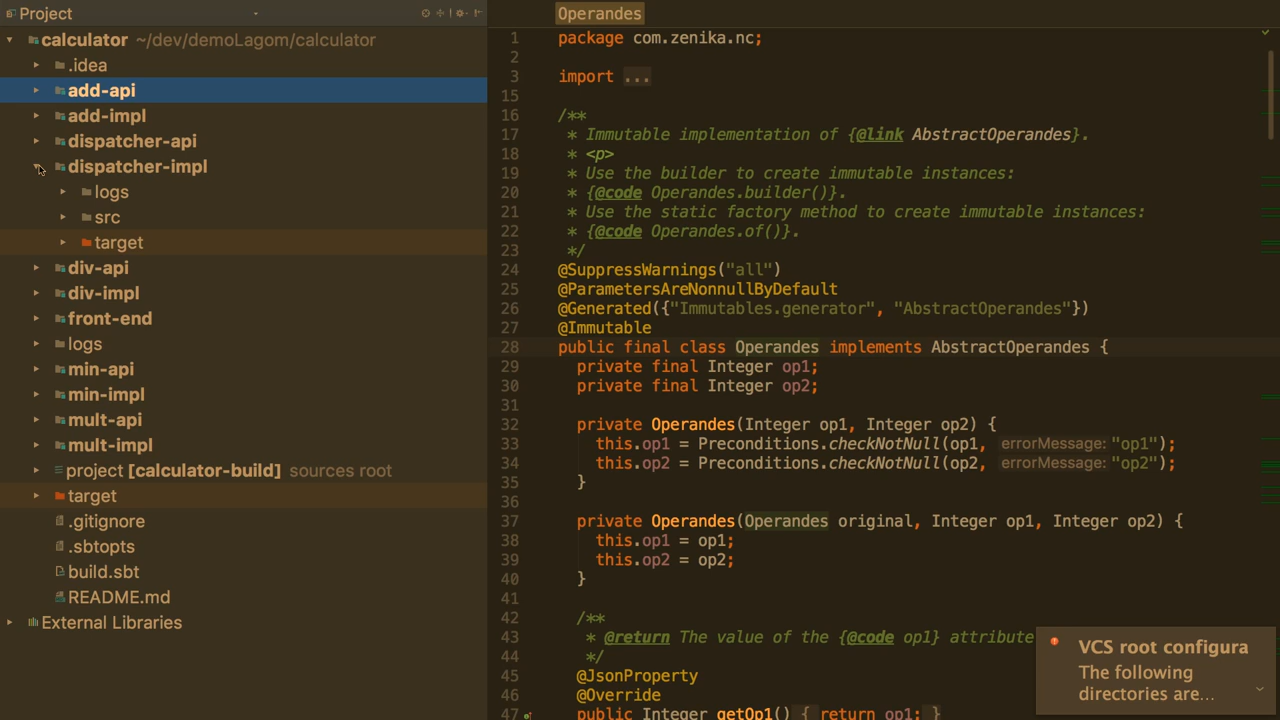 Project
calculator ~/dev/demoLagom/calculator
.idea
add-api
add-impl
dispatcher-api
dispatcher-impl
logs
src
target
div-api
div-impl
front-end
logs
min-api
min-impl
mult-api
mult-impl
project [calculator-build] sources root
target
.gitignore
.sbtopts
build.sbt
README.md
External Libraries
Operandes
1 package com.zenika.nc;
2
3 import ...
15
16 /**
17 * Immutable implementation of {@link AbstractOperandes}.
18 * <p>
19 * Use the builder to create immutable instances:
20 * {@code Operandes.builder()}.
21 * Use the static factory method to create immutable instances:
22 * {@code Operandes.of()}.
23 */
24 @SuppressWarnings("all")
25 @ParametersAreNonnullByDefault
26 @Generated({"Immutables.generator", "AbstractOperandes"})
27 @Immutable
28 public final class Operandes implements AbstractOperandes {
29 private final Integer op1;
30 private final Integer op2;
31
32 private Operandes(Integer op1, Integer op2) {
33 this.op1 = Preconditions.checkNotNull(op1, errorMessage: "op1");
34 this.op2 = Preconditions.checkNotNull(op2, errorMessage: "op2");
35 }
36
37 private Operandes(Operandes original, Integer op1, Integer op2) {
38 this.op1 = op1;
39 this.op2 = op2;
40 }
41
42 /**
43 * @return The value of the {@code op1} attribute
44 */
45 @JsonProperty
46 @Override
47 public Integer getOp1() { return op1; }
VCS root configura
The following
directories are...